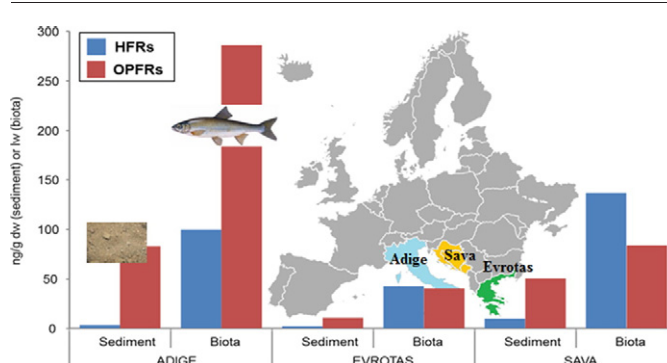 ng/g dw (sediment) or lw (biota)
300
250
200
150
100
50
0
HFRs
OPFRs
Adige
Sava
Evrotas
Sediment Biota Sediment Biota Sediment Biota
ADIGE EVROTAS SAVA